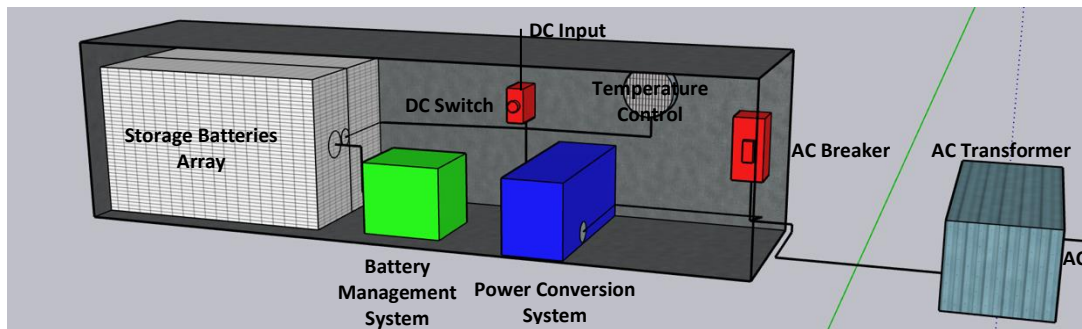 DC Input
DC Switch
Temperature
Control
Storage Batteries
Array
AC Breaker
AC Transformer
AC
Battery
Management
System
Power Conversion
System